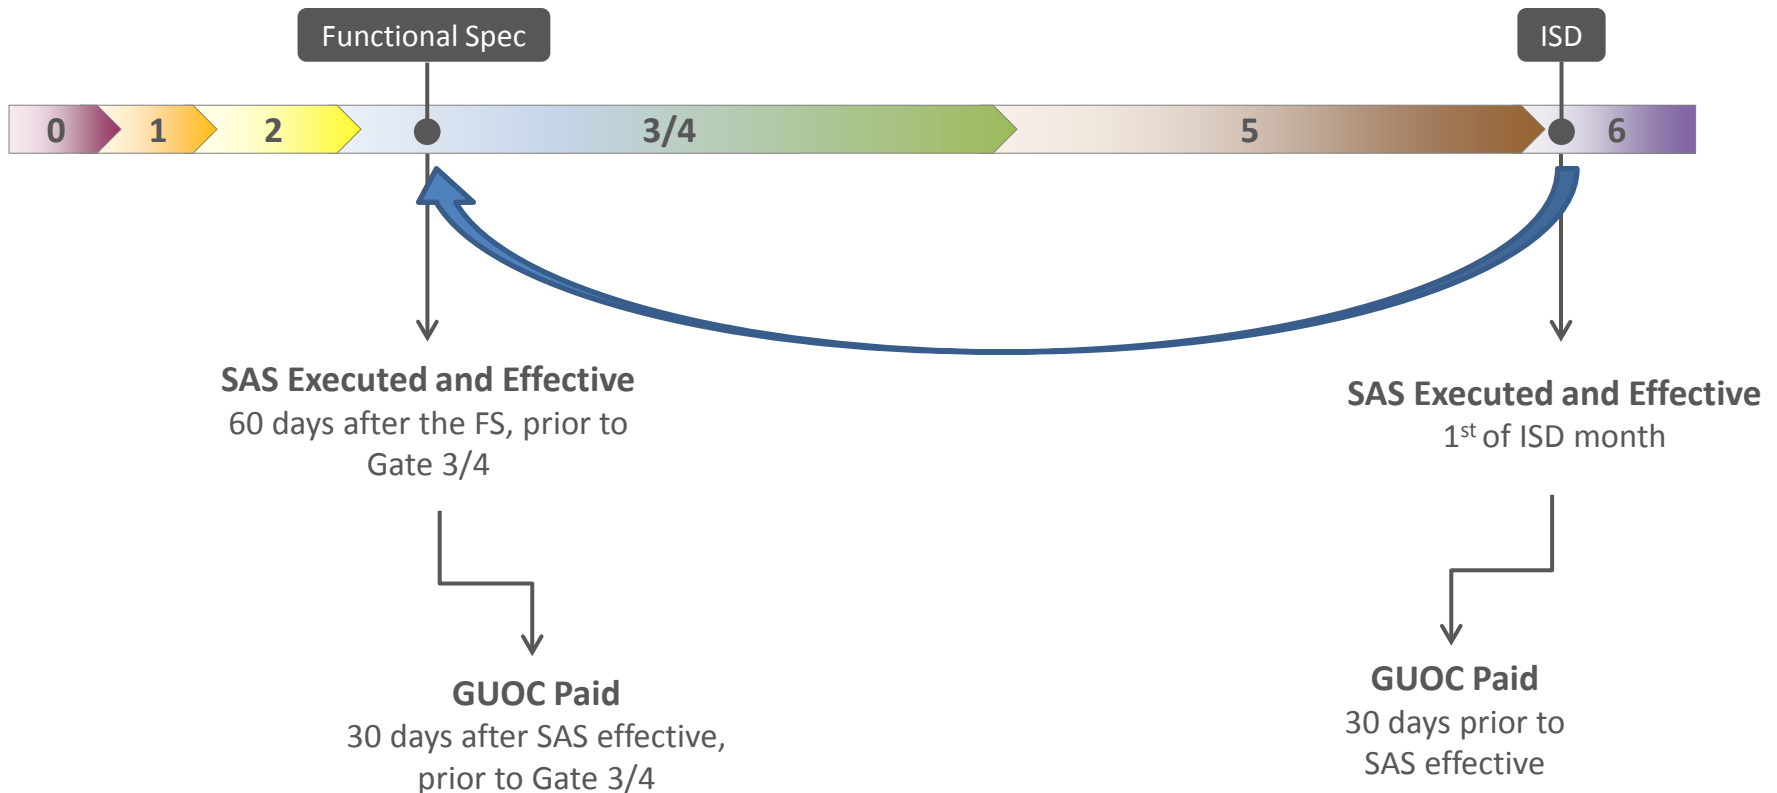 Functional Spec
ISD
0
1
2
3/4
5
6
SAS Executed and Effective
60 days after the FS, prior to
Gate 3/4
SAS Executed and Effective
1st of ISD month
GUOC Paid
30 days after SAS effective,
prior to Gate 3/4
GUOC Paid
30 days prior to
SAS effective